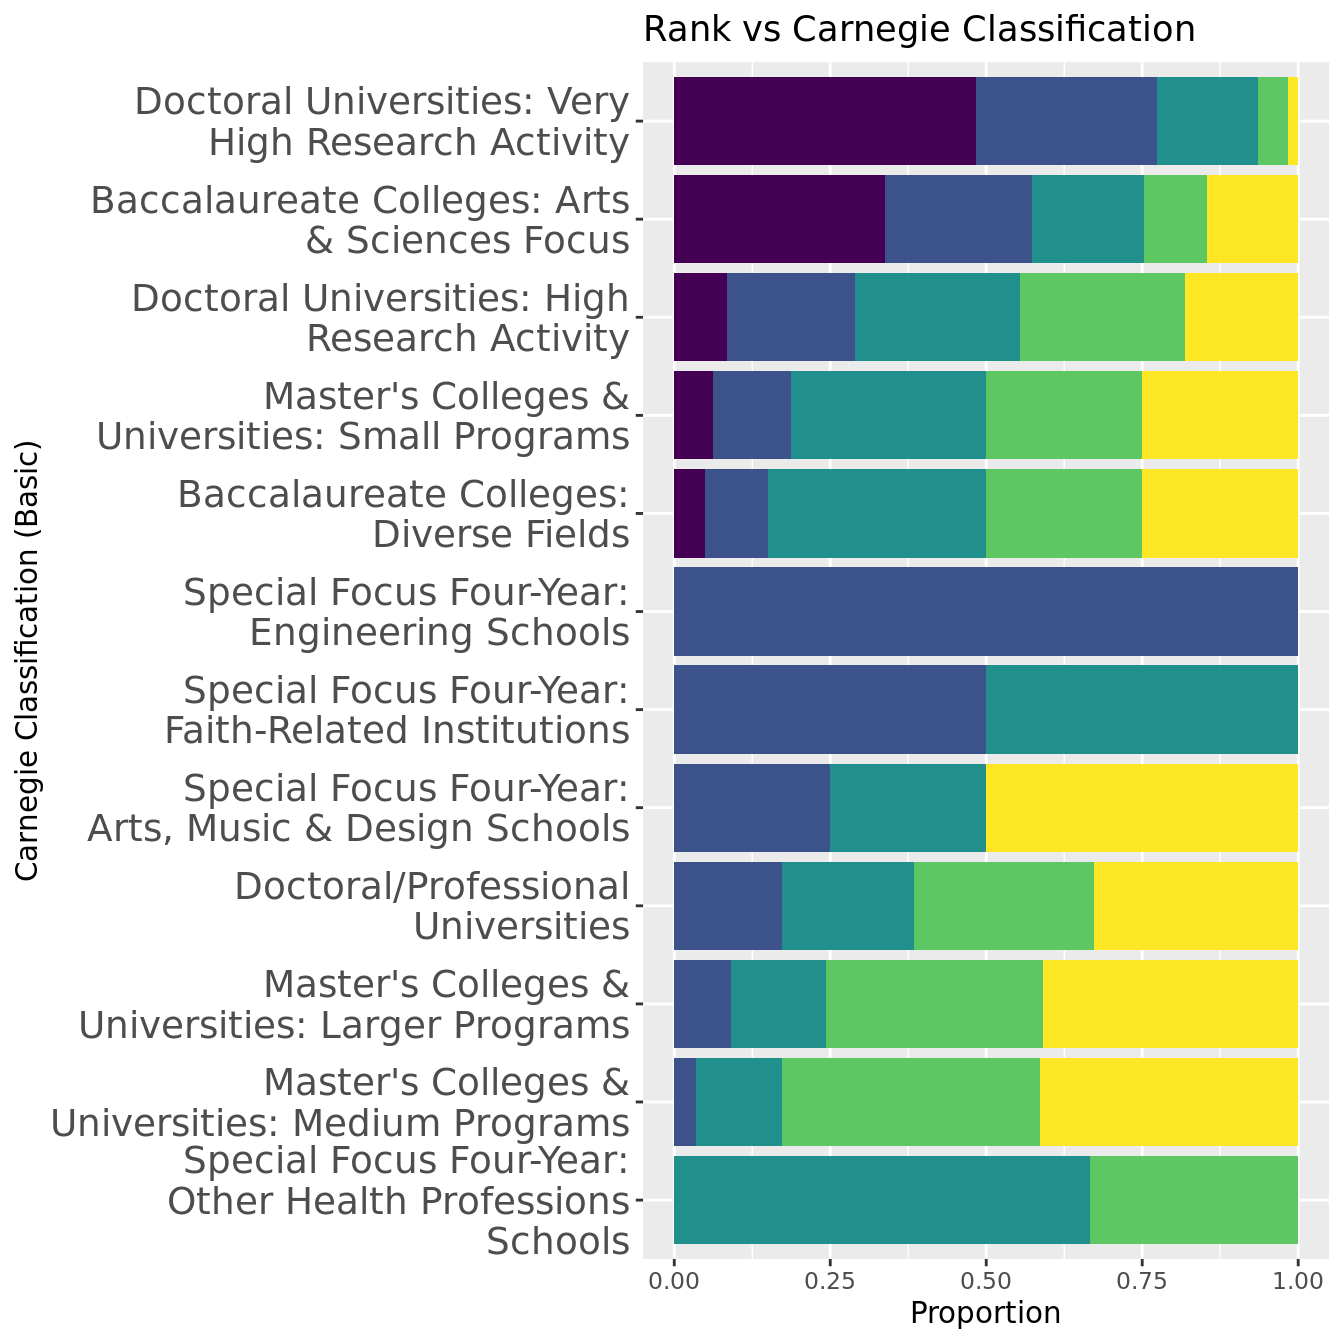 Rank vs Carnegie Classification
Carnegie Classification (Basic)
Doctoral Universities: Very
High Research Activity
Baccalaureate Colleges: Arts
& Sciences Focus
Doctoral Universities: High
Research Activity
Master's Colleges &
Universities: Small Programs
Baccalaureate Colleges:
Diverse Fields
Special Focus Four-Year:
Engineering Schools
Special Focus Four-Year:
Faith-Related Institutions
Special Focus Four-Year:
Arts, Music & Design Schools
Doctoral/Professional
Universities
Master's Colleges &
Universities: Larger Programs
Master's Colleges &
Universities: Medium Programs
Special Focus Four-Year:
Other Health Professions
Schools
0.00 0.25 0.50 0.75 1.00
Proportion